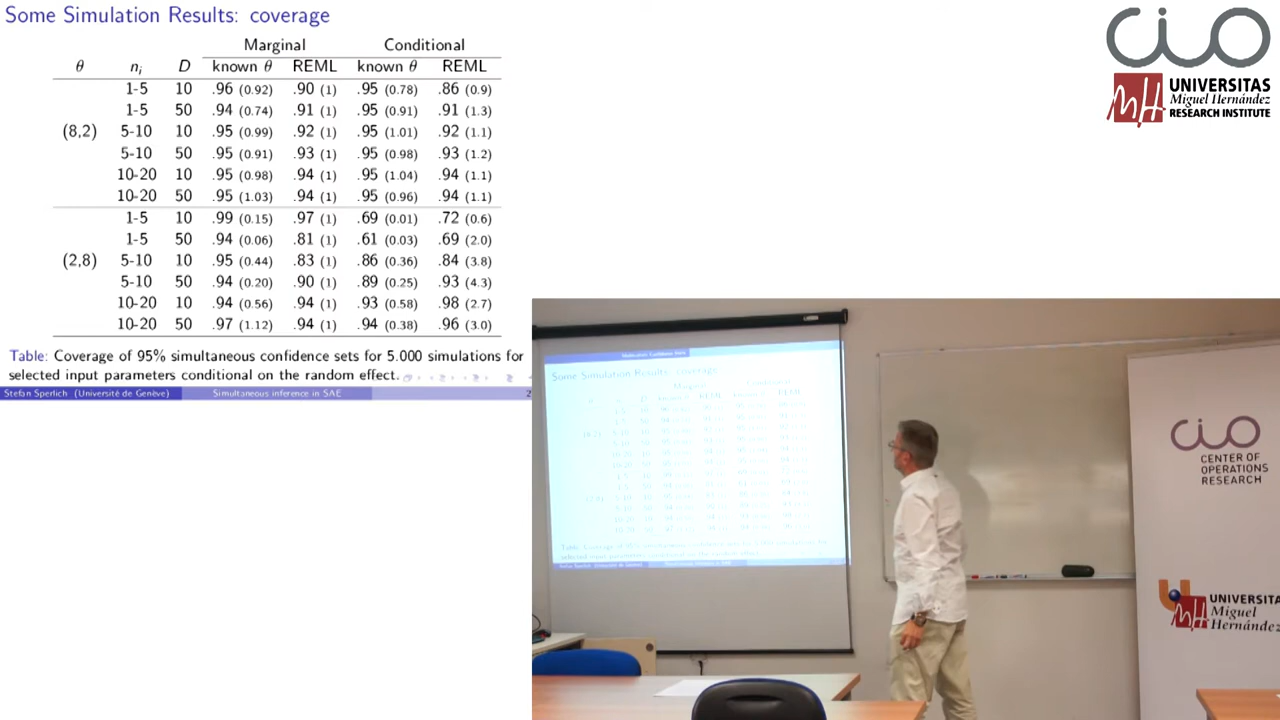 Some Simulation Results: coverage
Marginal Conditional
θ n_i D known θ REML known θ REML
1-5 10 .96 (0.92) .90 (1) .95 (0.78) .86 (0.9)
1-5 50 .94 (0.74) .91 (1) .95 (0.91) .91 (1.3)
(8,2) 5-10 10 .95 (0.99) .92 (1) .95 (1.01) .92 (1.1)
5-10 50 .95 (0.91) .93 (1) .95 (0.98) .93 (1.2)
10-20 10 .95 (0.98) .94 (1) .95 (1.04) .94 (1.1)
10-20 50 .95 (1.03) .94 (1) .95 (0.96) .94 (1.1)
1-5 10 .99 (0.15) .97 (1) .69 (0.01) .72 (0.6)
1-5 50 .94 (0.06) .81 (1) .61 (0.03) .69 (2.0)
(2,8) 5-10 10 .95 (0.44) .83 (1) .86 (0.36) .84 (3.8)
5-10 50 .94 (0.20) .90 (1) .89 (0.25) .93 (4.3)
10-20 10 .94 (0.56) .94 (1) .93 (0.58) .98 (2.7)
10-20 50 .97 (1.12) .94 (1) .94 (0.38) .96 (3.0)
Table: Coverage of 95% simultaneous confidence sets for 5.000 simulations for
selected input parameters conditional on the random effect.
Stefan Sperlich (Université de Genève) Simultaneous inference in SAE 2
CIO
UNIVERSITAS
Miguel Hernández
RESEARCH INSTITUTE
Some Simulation Results: coverage
CIO
CENTER OF
OPERATIONS
RESEARCH
UNIVERSITA
Miguel
Hernández